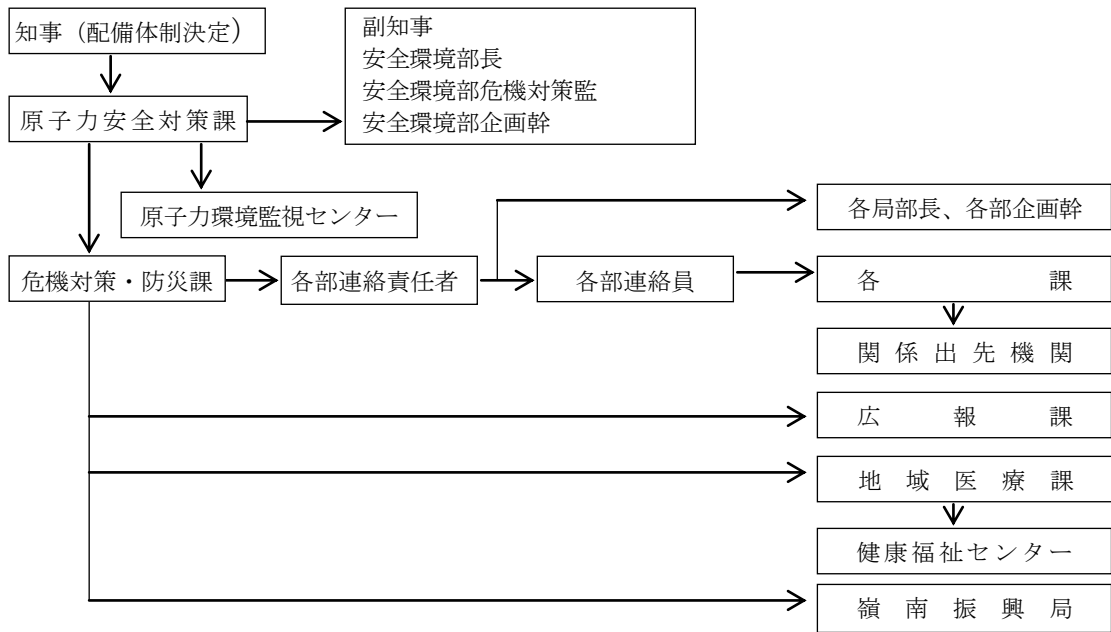 知事（配備体制決定）
副知事
安全環境部長
安全環境部危機対策監
安全環境部企画幹
原子力安全対策課
原子力環境監視センター
各局部長、各部企画幹
危機対策・防災課
各部連絡責任者
各部連絡員
各課
関係出先機関
広報課
地域医療課
健康福祉センター
嶺南振興局